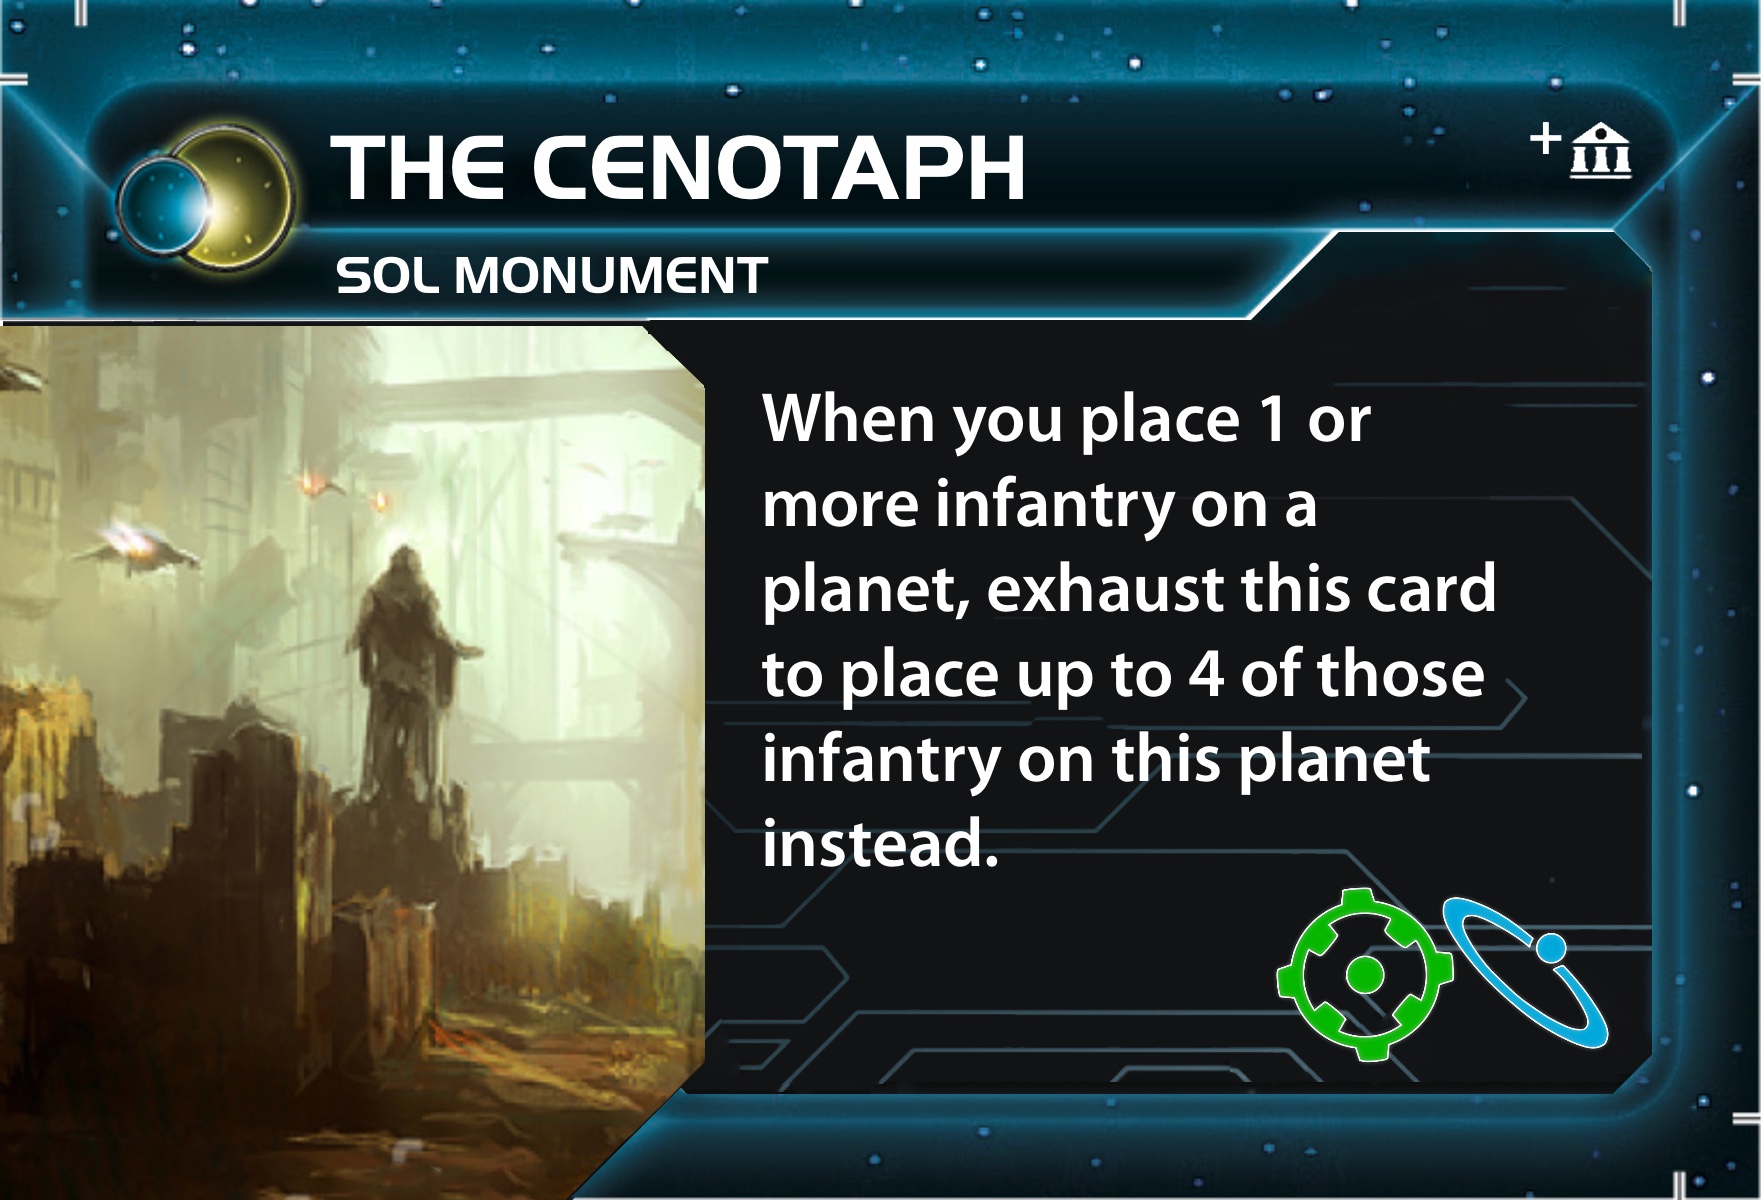 THE CENOTAPH
+
SOL MONUMENT
When you place 1 or
more infantry on a
planet, exhaust this card
to place up to 4 of those
infantry on this planet
instead.